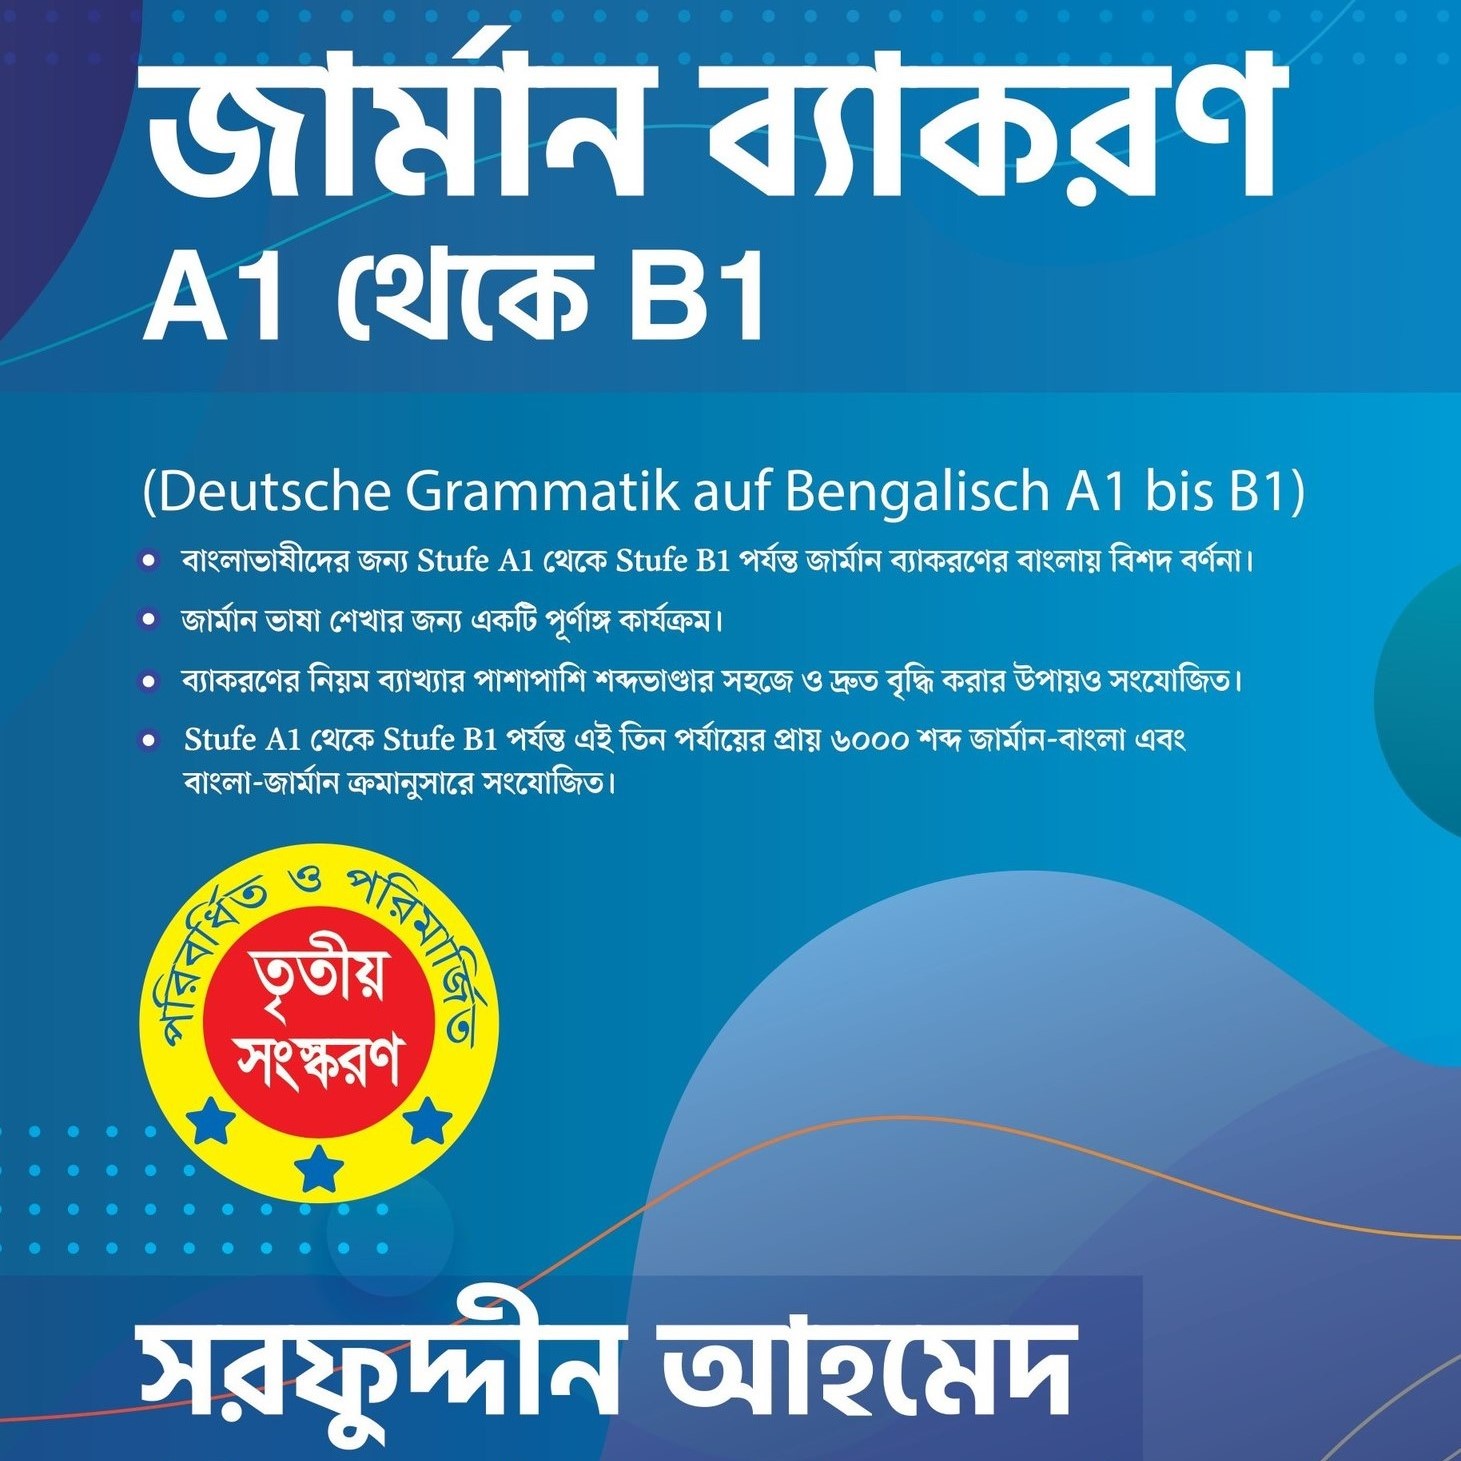 জার্মান ব্যাকরণ
A1 থেকে B1
(Deutsche Grammatik auf Bengalisch A1 bis B1)
বাংলাভাষীদের জন্য Stufe A1 থেকে Stufe B1 পর্যন্ত জার্মান ব্যাকরণের বাংলায় বিশদ বর্ণনা।
জার্মান ভাষা শেখার জন্য একটি পূর্ণাঙ্গ কার্যক্রম।
ব্যাকরণের নিয়ম ব্যাখ্যার পাশাপাশি শব্দভাণ্ডার সহজে ও দ্রুত বৃদ্ধি করার উপায়ও সংযোজিত।
Stufe A1 থেকে Stufe B1 পর্যন্ত এই তিন পর্যায়ের প্রায় ৬০০০ শব্দ জার্মান-বাংলা এবং
বাংলা-জার্মান ক্রমানুসারে সংযোজিত।
পরিবর্ধিত ও পরিমার্জিত
তৃতীয়
সংস্করণ
সরফুদ্দীন আহমেদ